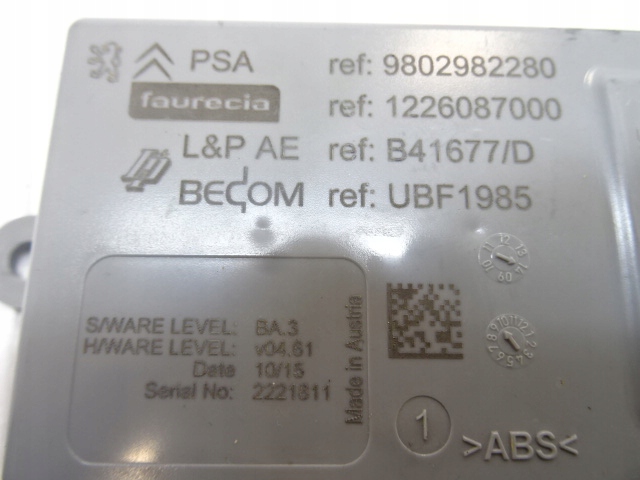 PSA ref: 9802982280
faurecia ref: 1226087000
L&P AE ref: B41677/D
BECOM ref: UBF1985
S/WARE LEVEL: BA.3
H/WARE LEVEL: v04.61
Date 10/15
Serial No: 2221811
Made in Austria
1
>ABS<